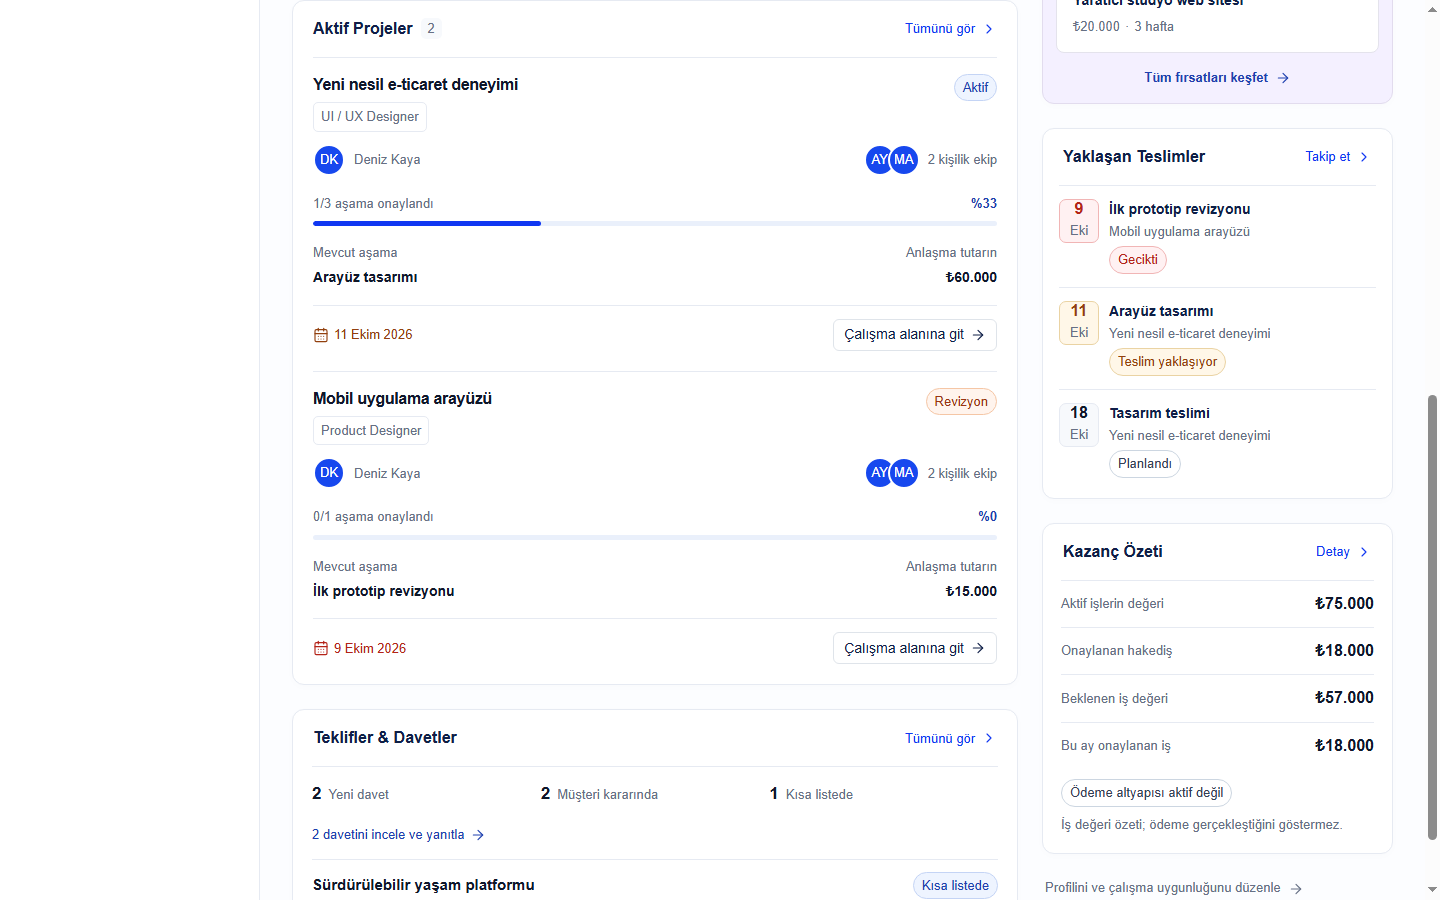 Aktif Projeler 2
Tümünü gör
Yeni nesil e-ticaret deneyimi
Aktif
UI / UX Designer
DK Deniz Kaya
AY MA 2 kişilik ekip
1/3 aşama onaylandı
%33
Mevcut aşama
Anlaşma tutarın
Arayüz tasarımı
₺60.000
11 Ekim 2026
Çalışma alanına git
Mobil uygulama arayüzü
Revizyon
Product Designer
DK Deniz Kaya
AY MA 2 kişilik ekip
0/1 aşama onaylandı
%0
Mevcut aşama
Anlaşma tutarın
İlk prototip revizyonu
₺15.000
9 Ekim 2026
Çalışma alanına git
Teklifler & Davetler
Tümünü gör
2 Yeni davet
2 Müşteri kararında
1 Kısa listede
2 davetini incele ve yanıtla
Sürdürülebilir yaşam platformu
Kısa listede
Yaratıcı stüdyo web sitesi
₺20.000 · 3 hafta
Tüm fırsatları keşfet
Yaklaşan Teslimler
Takip et
9 Eki
İlk prototip revizyonu
Mobil uygulama arayüzü
Gecikti
11 Eki
Arayüz tasarımı
Yeni nesil e-ticaret deneyimi
Teslim yaklaşıyor
18 Eki
Tasarım teslimi
Yeni nesil e-ticaret deneyimi
Planlandı
Kazanç Özeti
Detay
Aktif işlerin değeri
₺75.000
Onaylanan hakediş
₺18.000
Beklenen iş değeri
₺57.000
Bu ay onaylanan iş
₺18.000
Ödeme altyapısı aktif değil
İş değeri özeti; ödeme gerçekleştiğini göstermez.
Profilini ve çalışma uygunluğunu düzenle